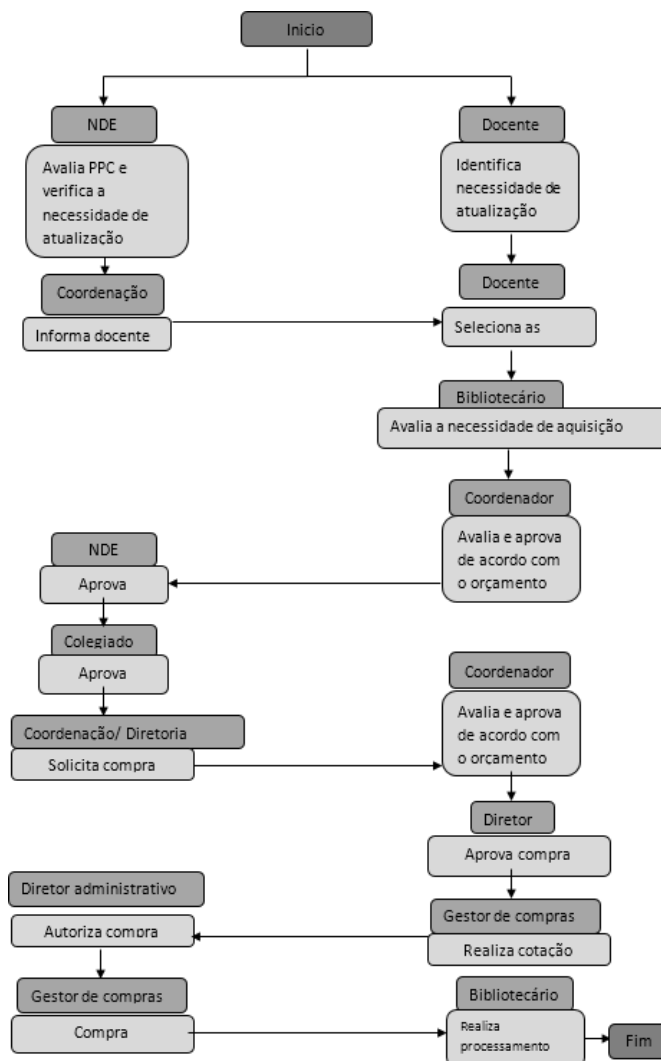 Inicio
NDE
Avalia PPC e
verifica a
necessidade de
atualização
Docente
Identifica
necessidade de
atualização
Coordenação
Informa docente
Docente
Seleciona as
Bibliotecário
Avalia a necessidade de aquisição
Coordenador
Avalia e aprova
de acordo com
o orçamento
NDE
Aprova
Colegiado
Aprova
Coordenação/ Diretoria
Solicita compra
Coordenador
Avalia e aprova
de acordo com
o orçamento
Diretor
Aprova compra
Gestor de compras
Realiza cotação
Diretor administrativo
Autoriza compra
Gestor de compras
Compra
Bibliotecário
Realiza
processamento
Fim